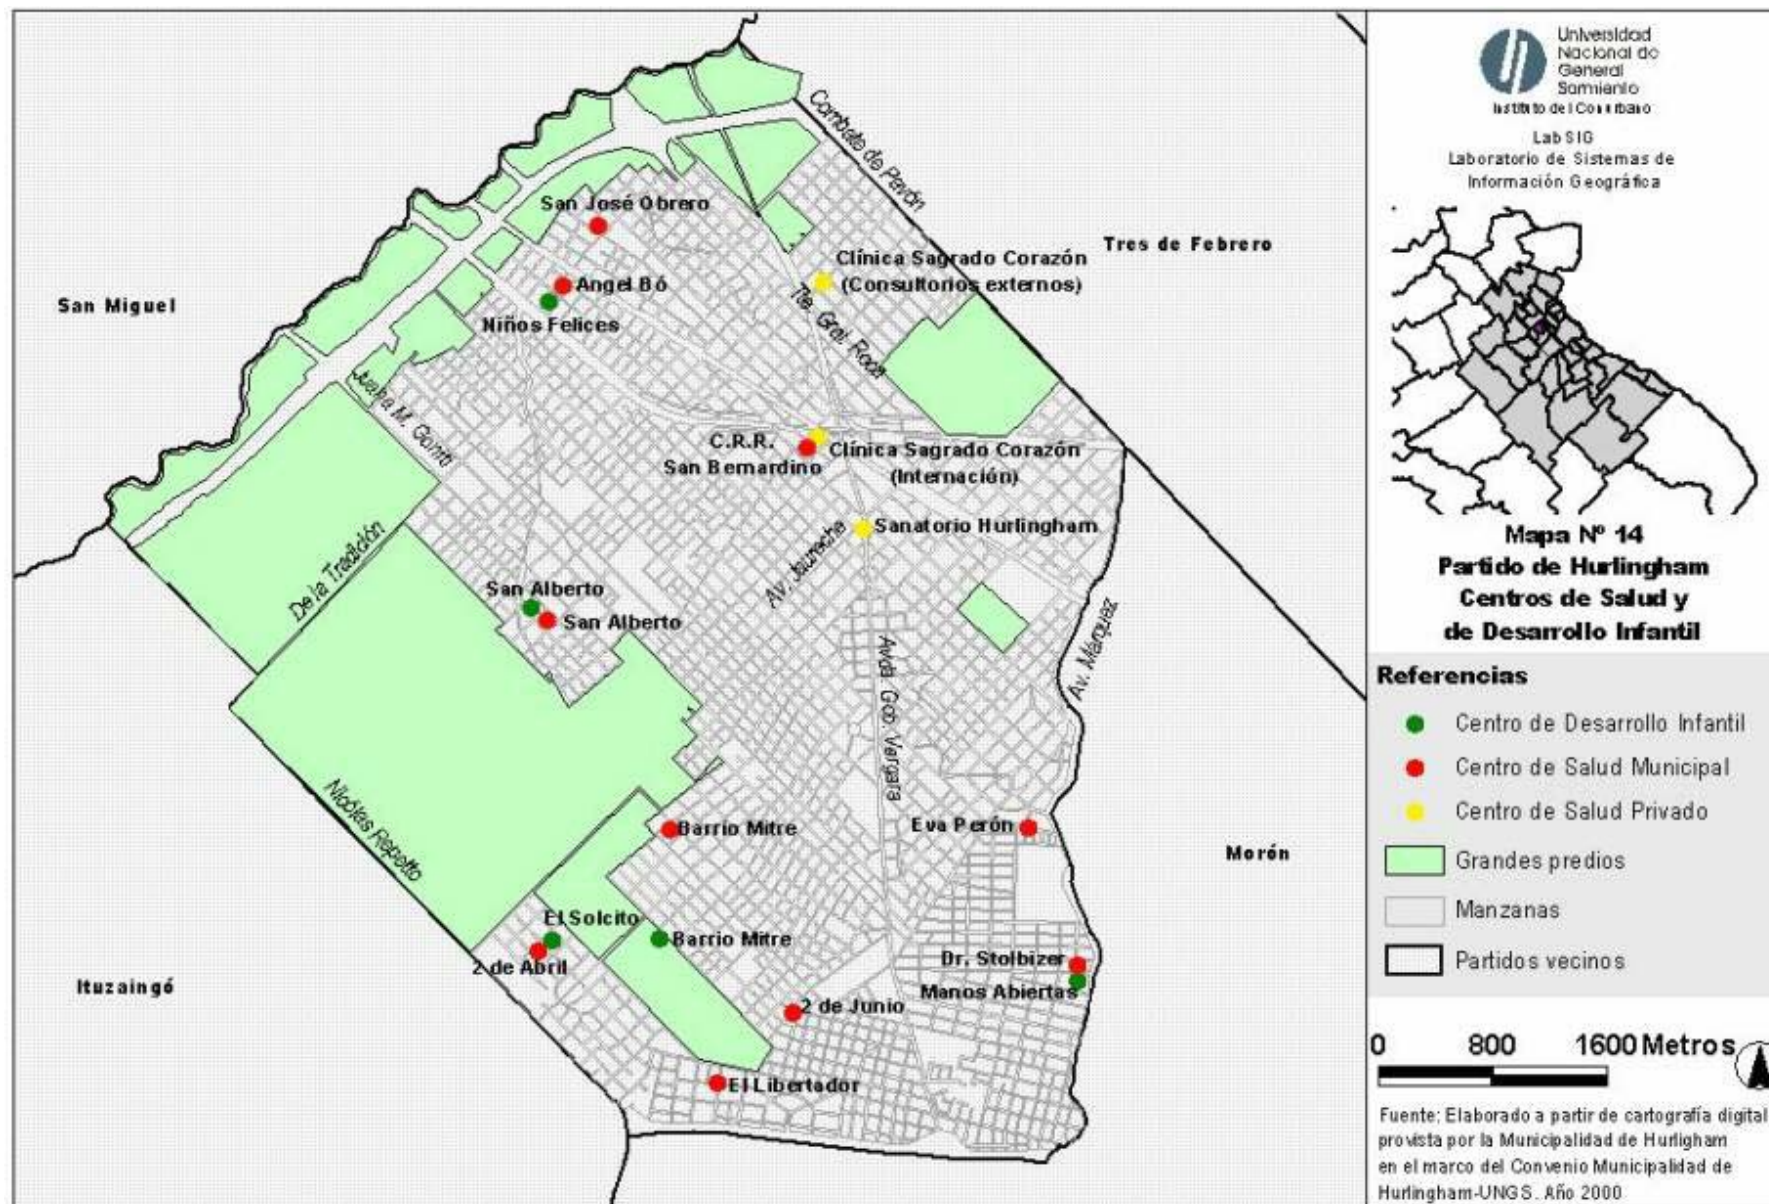 San José Obrero
Angel Bó
Niños Felices
Clínica Sagrado Corazón
(Consultorios externos)
Combate de Pavón
Tte. Gral. Roca
Tres de Febrero
San Miguel
Juana M. Gorriti
C.R.R.
San Bernardino
Clínica Sagrado Corazón
(Internación)
Sanatorio Hurlingham
Av. Jaureche
De la Tradición
San Alberto
San Alberto
Av. Márquez
Avda. Gob. Vergara
Nicólas Repetto
Barrio Mitre
Eva Perón
Morón
El Solcito
2 de Abril
Barrio Mitre
Dr. Stolbizer
Manos Abiertas
2 de Junio
Ituzaingó
El Libertador
Universidad
Nacional de
General
Sarmiento
Instituto del Conurbano
Lab SIG
Laboratorio de Sistemas de
Información Geográfica
Mapa Nº 14
Partido de Hurlingham
Centros de Salud y
de Desarrollo Infantil
Referencias
Centro de Desarrollo Infantil
Centro de Salud Municipal
Centro de Salud Privado
Grandes predios
Manzanas
Partidos vecinos
0 800 1600 Metros
Fuente: Elaborado a partir de cartografía digital
provista por la Municipalidad de Hurligham
en el marco del Convenio Municipalidad de
Hurlingham-UNGS. Año 2000